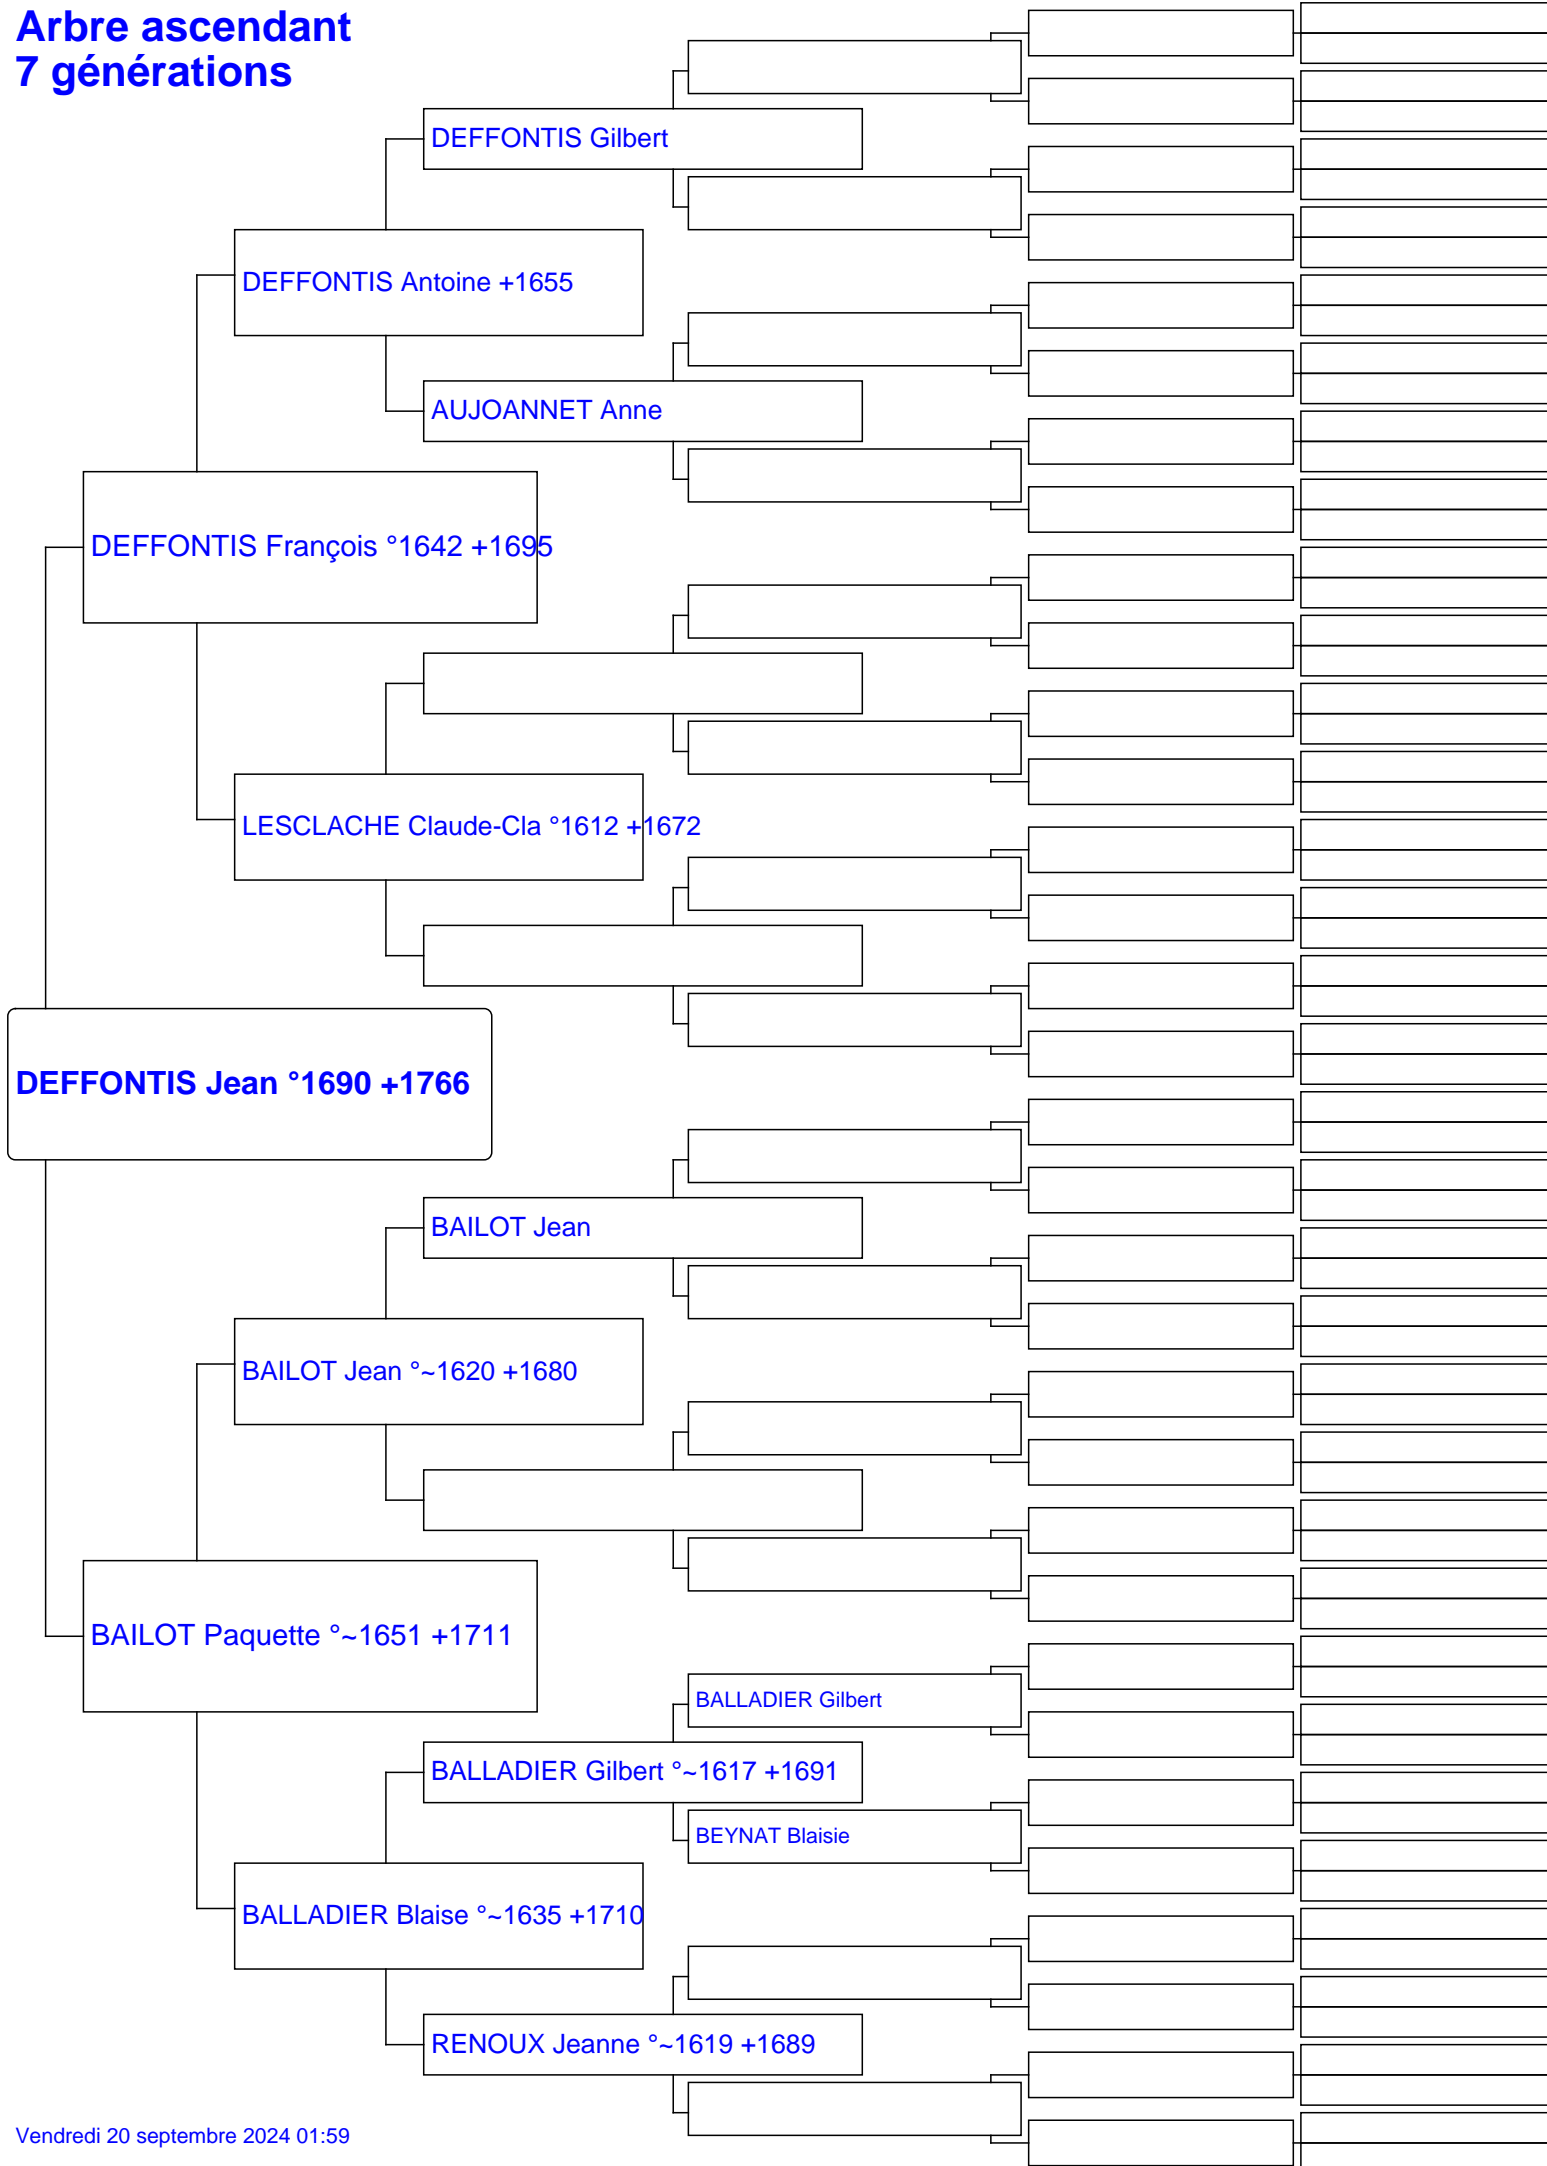 Arbre ascendant
7 générations
DEFFONTIS Gilbert
DEFFONTIS Antoine +1655
AUJOANNET Anne
DEFFONTIS François °1642 +1695
LESCLACHE Claude-Cla °1612 +1672
DEFFONTIS Jean °1690 +1766
BAILOT Jean
BAILOT Jean °~1620 +1680
BAILOT Paquette °~1651 +1711
BALLADIER Gilbert
BALLADIER Gilbert °~1617 +1691
BEYNAT Blaisie
BALLADIER Blaise °~1635 +1710
RENOUX Jeanne °~1619 +1689
Vendredi 20 septembre 2024 01:59